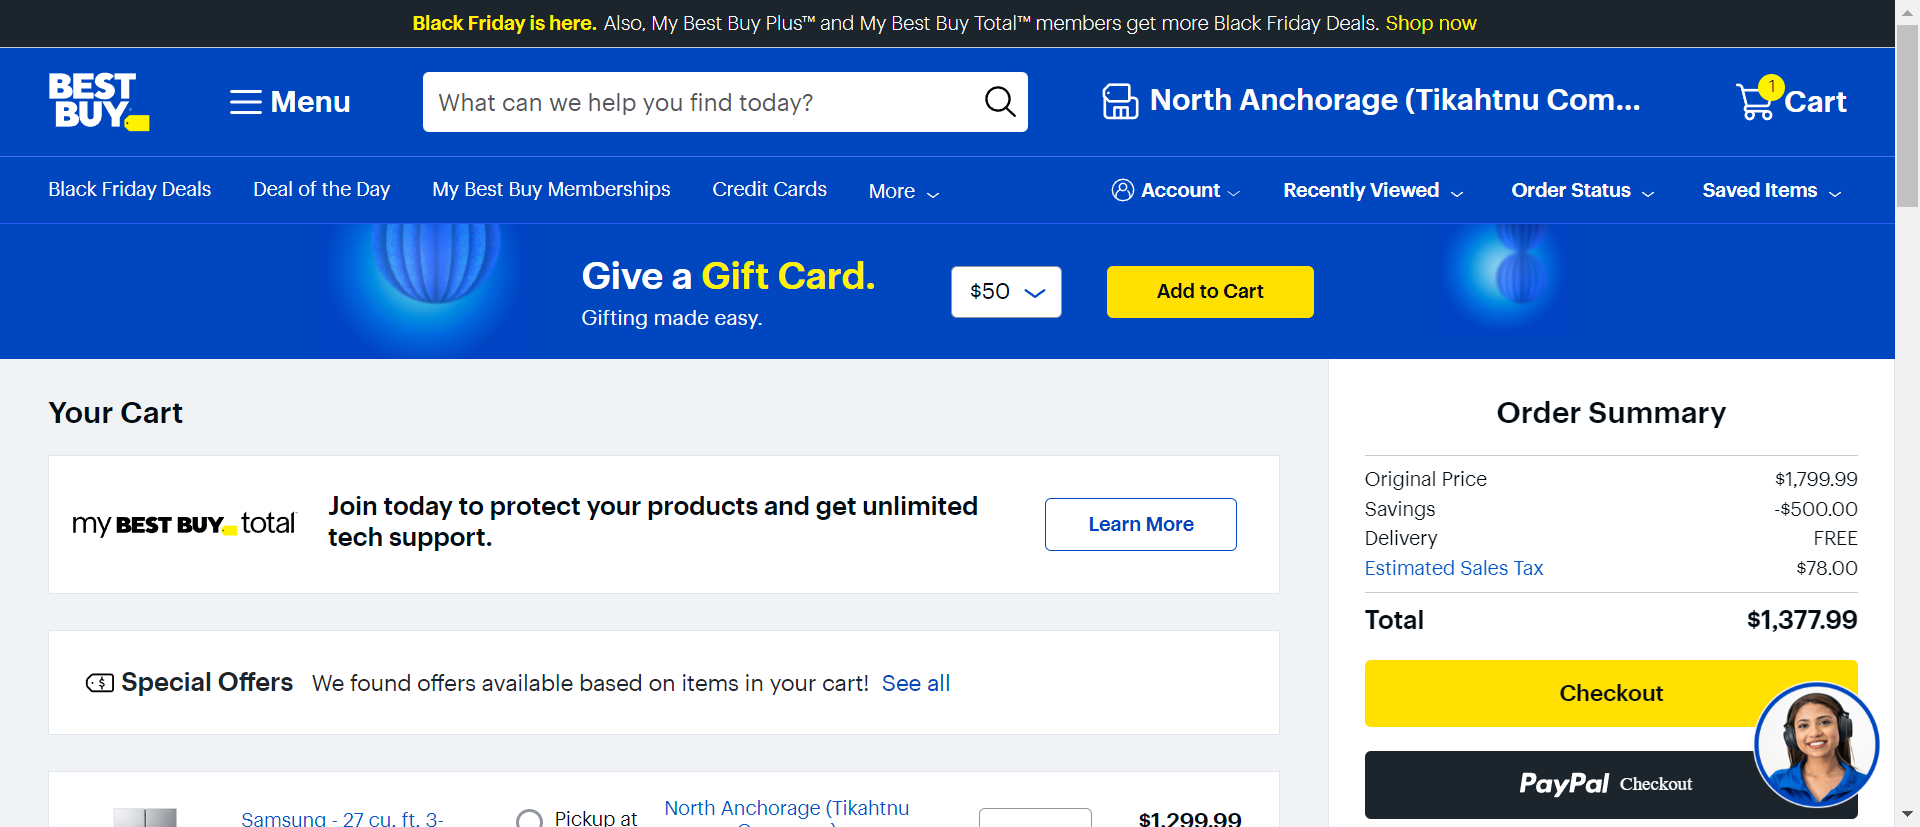 Black Friday is here. Also, My Best Buy Plus™ and My Best Buy Total™ members get more Black Friday Deals. Shop now
BEST
BUY
Menu
What can we help you find today?
North Anchorage (Tikahtnu Com...
1
Cart
Black Friday Deals
Deal of the Day
My Best Buy Memberships
Credit Cards
More
Account
Recently Viewed
Order Status
Saved Items
Give a Gift Card.
Gifting made easy.
$50
Add to Cart
Your Cart
my BEST BUY total
Join today to protect your products and get unlimited
tech support.
Learn More
Special Offers We found offers available based on items in your cart! See all
Samsung - 27 cu. ft. 3-
Pickup at
North Anchorage (Tikahtnu
$1,299.99
Order Summary
Original Price $1,799.99
Savings -$500.00
Delivery FREE
Estimated Sales Tax $78.00
Total $1,377.99
Checkout
PayPal Checkout